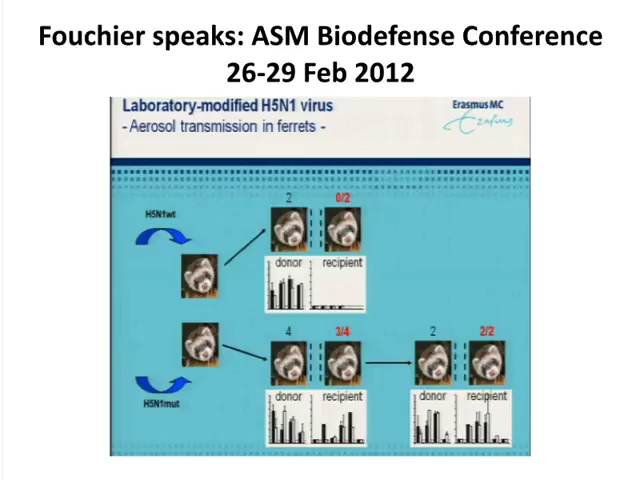 Fouchier speaks: ASM Biodefense Conference
26-29 Feb 2012
Laboratory-modified H5N1 virus
- Aerosol transmission in ferrets -
Erasmus MC
H5N1wt
2 0/2
donor recipient
4 3/4 2 2/2
H5N1mut
donor recipient donor recipient